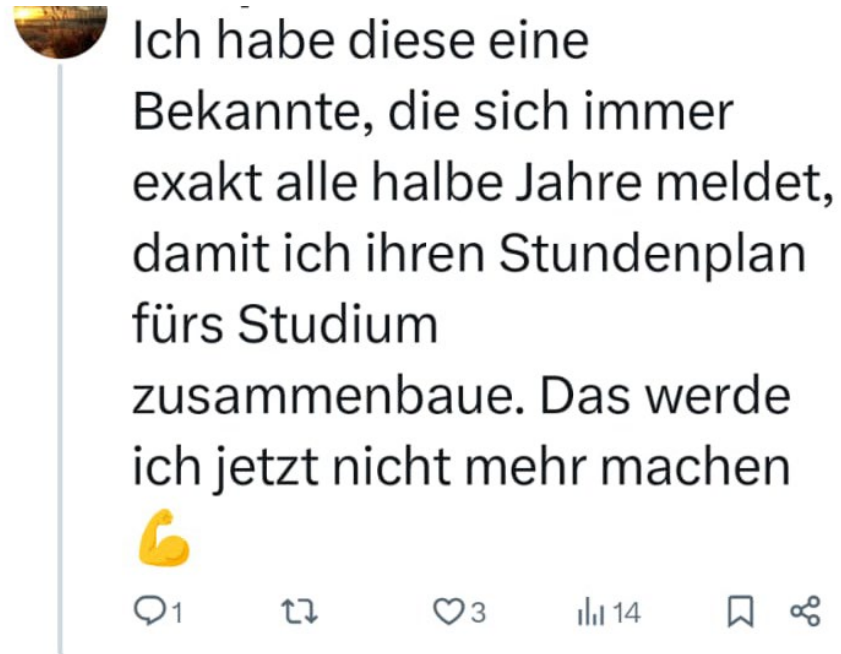 Ich habe diese eine
Bekannte, die sich immer
exakt alle halbe Jahre meldet,
damit ich ihren Stundenplan
fürs Studium
zusammenbaue. Das werde
ich jetzt nicht mehr machen
💪
1 3 14